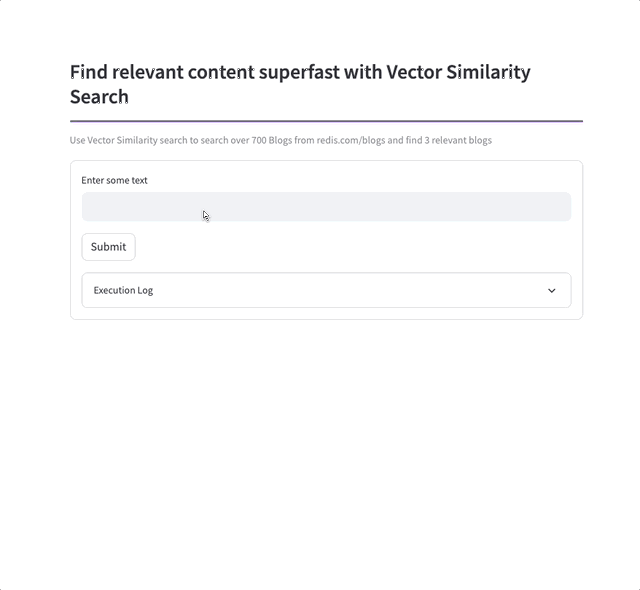 Find relevant content superfast with Vector Similarity
Search
Use Vector Similarity search to search over 700 Blogs from redis.com/blogs and find 3 relevant blogs
Enter some text
Submit
Execution Log